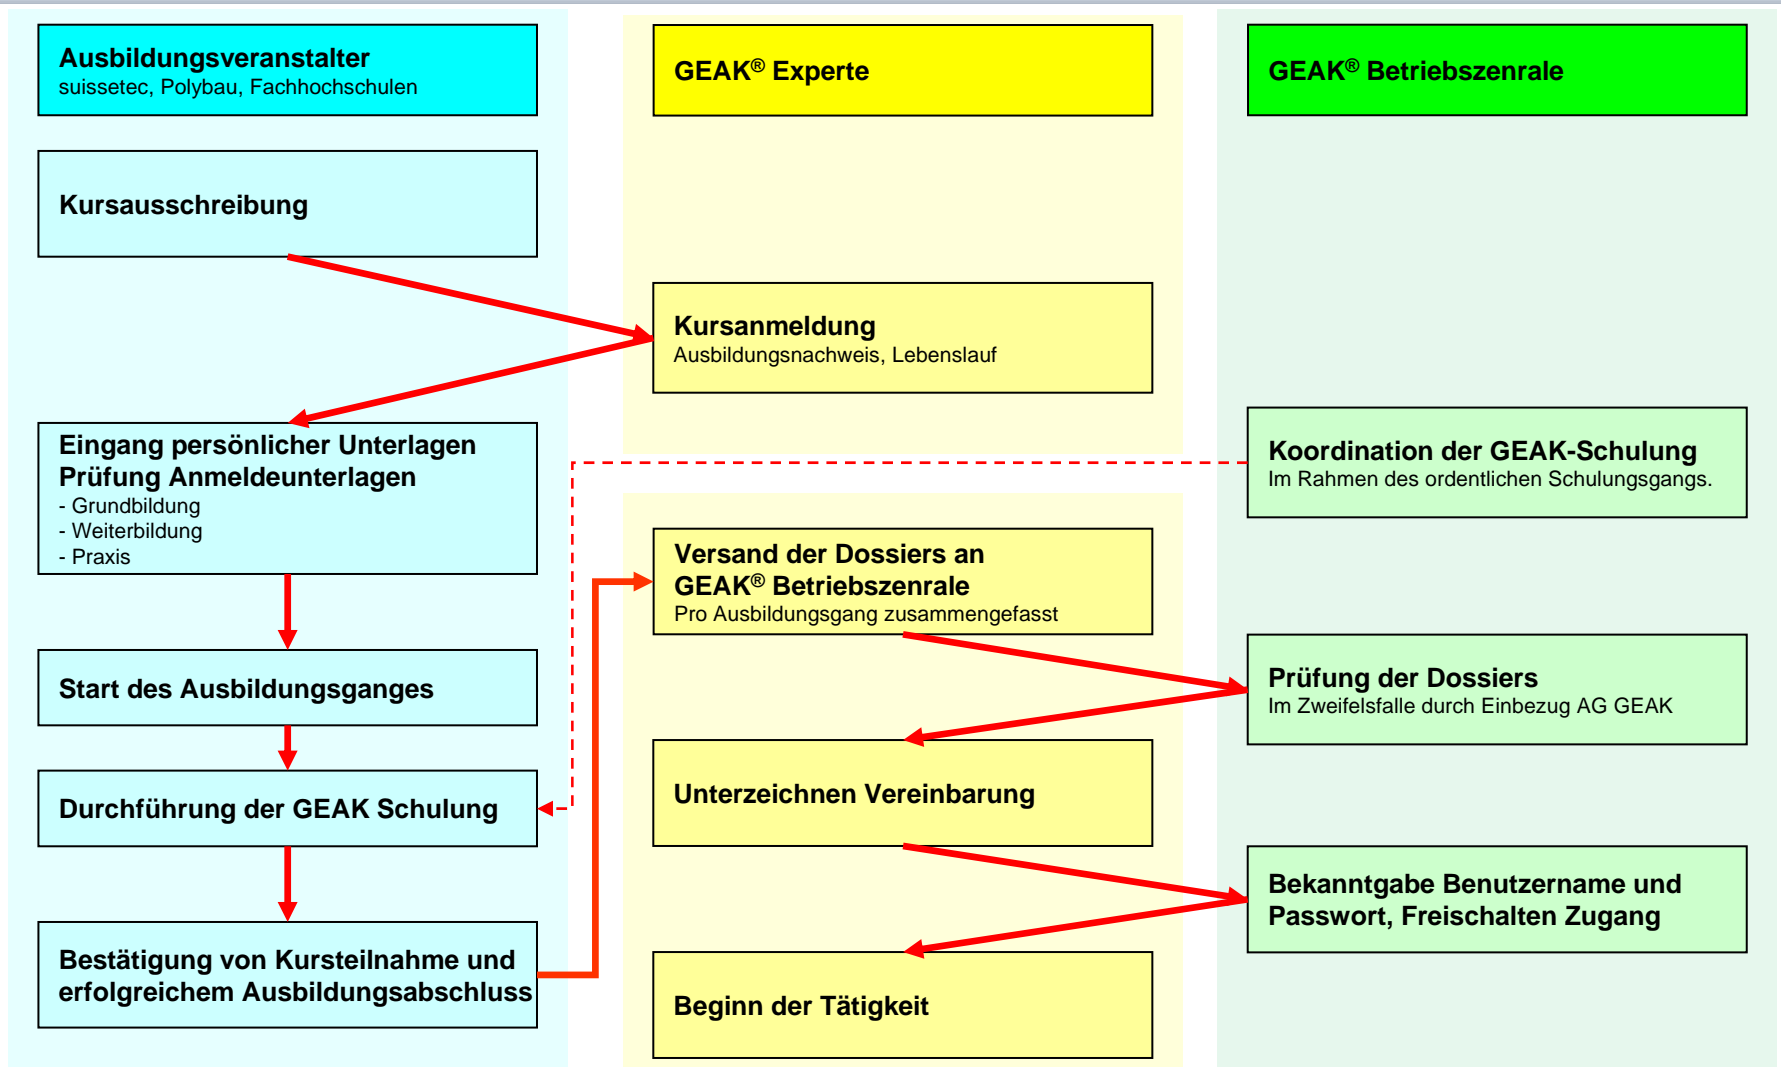 Ausbildungsveranstalter
suissetec, Polybau, Fachhochschulen
Kursausschreibung
Eingang persönlicher Unterlagen
Prüfung Anmeldeunterlagen
- Grundbildung
- Weiterbildung
- Praxis
Start des Ausbildungsganges
Durchführung der GEAK Schulung
Bestätigung von Kursteilnahme und
erfolgreichem Ausbildungsabschluss
GEAK® Experte
Kursanmeldung
Ausbildungsnachweis, Lebenslauf
Versand der Dossiers an
GEAK® Betriebszenrale
Pro Ausbildungsgang zusammengefasst
Unterzeichnen Vereinbarung
Beginn der Tätigkeit
GEAK® Betriebszenrale
Koordination der GEAK-Schulung
Im Rahmen des ordentlichen Schulungsgangs.
Prüfung der Dossiers
Im Zweifelsfalle durch Einbezug AG GEAK
Bekanntgabe Benutzername und
Passwort, Freischalten Zugang